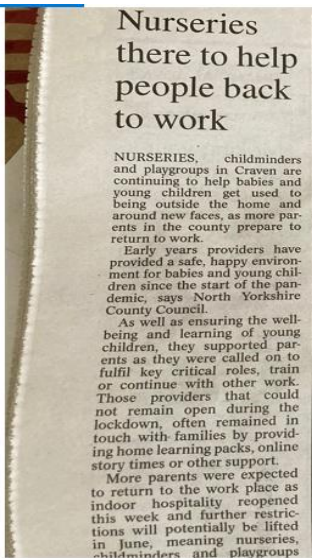 Nurseries
there to help
people back
to work
NURSERIES, childminders
and playgroups in Craven are
continuing to help babies and
young children get used to
being outside the home and
around new faces, as more par-
ents in the county prepare to
return to work.
Early years providers have
provided a safe, happy environ-
ment for babies and young chil-
dren since the start of the pan-
demic, says North Yorkshire
County Council.
As well as ensuring the well-
being and learning of young
children, they supported par-
ents as they were called on to
fulfil key critical roles, train
or continue with other work.
Those providers that could
not remain open during the
lockdown, often remained in
touch with families by provid-
ing home learning packs, online
story times or other support.
More parents were expected
to return to the work place as
indoor hospitality reopened
this week and further restric-
tions will potentially be lifted
in June, meaning nurseries,
childminders and playgroups